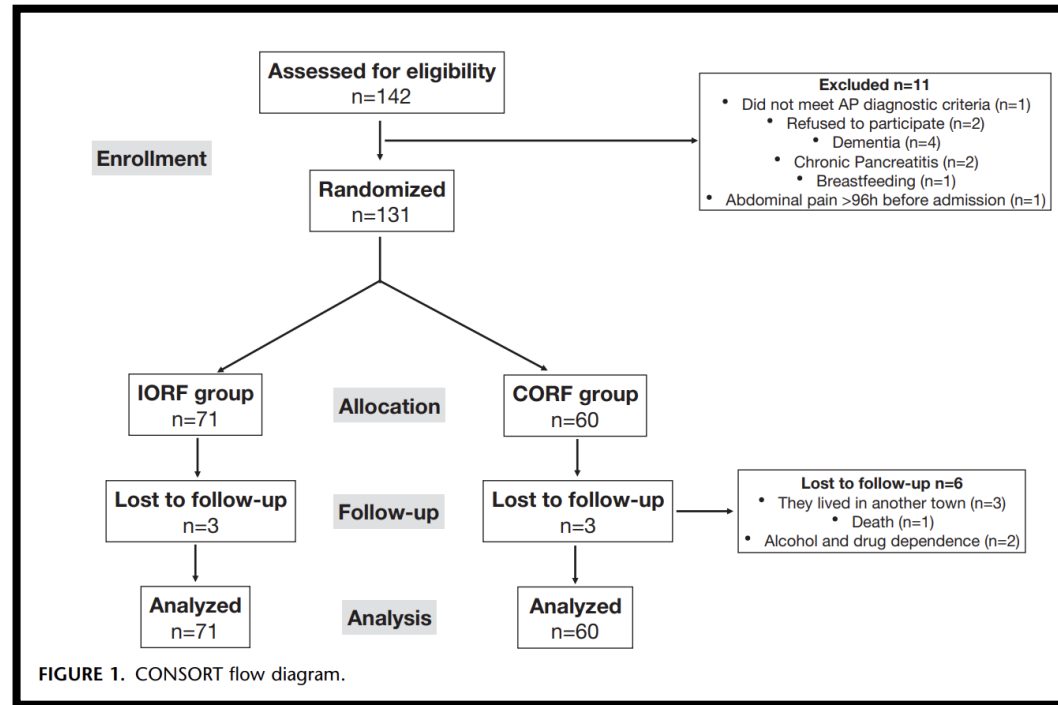 Assessed for eligibility
n=142
Excluded n=11
• Did not meet AP diagnostic criteria (n=1)
• Refused to participate (n=2)
• Dementia (n=4)
• Chronic Pancreatitis (n=2)
• Breastfeeding (n=1)
• Abdominal pain >96h before admission (n=1)
Enrollment
Randomized
n=131
IORF group
n=71
Allocation
CORF group
n=60
Lost to follow-up
n=3
Follow-up
Lost to follow-up
n=3
Lost to follow-up n=6
• They lived in another town (n=3)
• Death (n=1)
• Alcohol and drug dependence (n=2)
Analyzed
n=71
Analysis
Analyzed
n=60
FIGURE 1. CONSORT flow diagram.